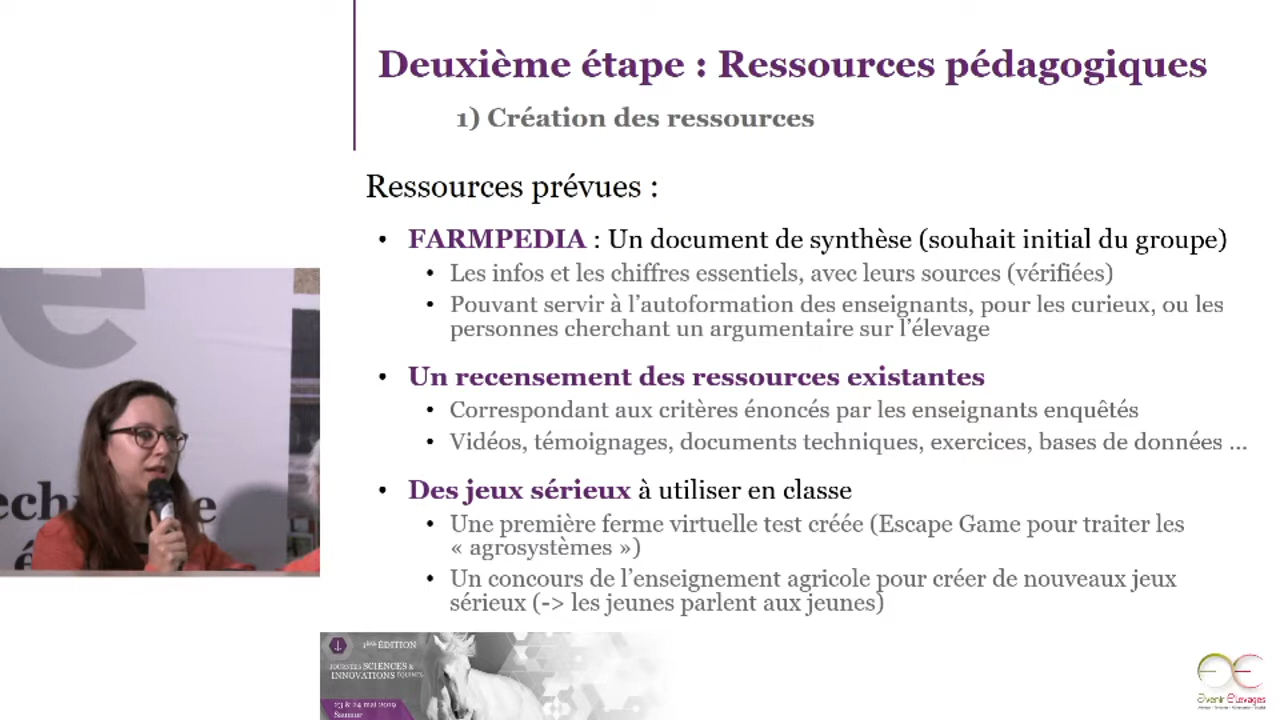 Deuxième étape : Ressources pédagogiques
1) Création des ressources
Ressources prévues :
• FARMPEDIA : Un document de synthèse (souhait initial du groupe)
• Les infos et les chiffres essentiels, avec leurs sources (vérifiées)
• Pouvant servir à l'autoformation des enseignants, pour les curieux, ou les
personnes cherchant un argumentaire sur l'élevage
• Un recensement des ressources existantes
• Correspondant aux critères énoncés par les enseignants enquêtés
• Vidéos, témoignages, documents techniques, exercices, bases de données ...
• Des jeux sérieux à utiliser en classe
• Une première ferme virtuelle test créée (Escape Game pour traiter les
« agrosystèmes »)
• Un concours de l'enseignement agricole pour créer de nouveaux jeux
sérieux (-> les jeunes parlent aux jeunes)
1ère ÉDITION
JOURNÉES SCIENCES &
INNOVATIONS ÉQUINES
23 & 24 mai 2019
Saumur
Avenir Élevages